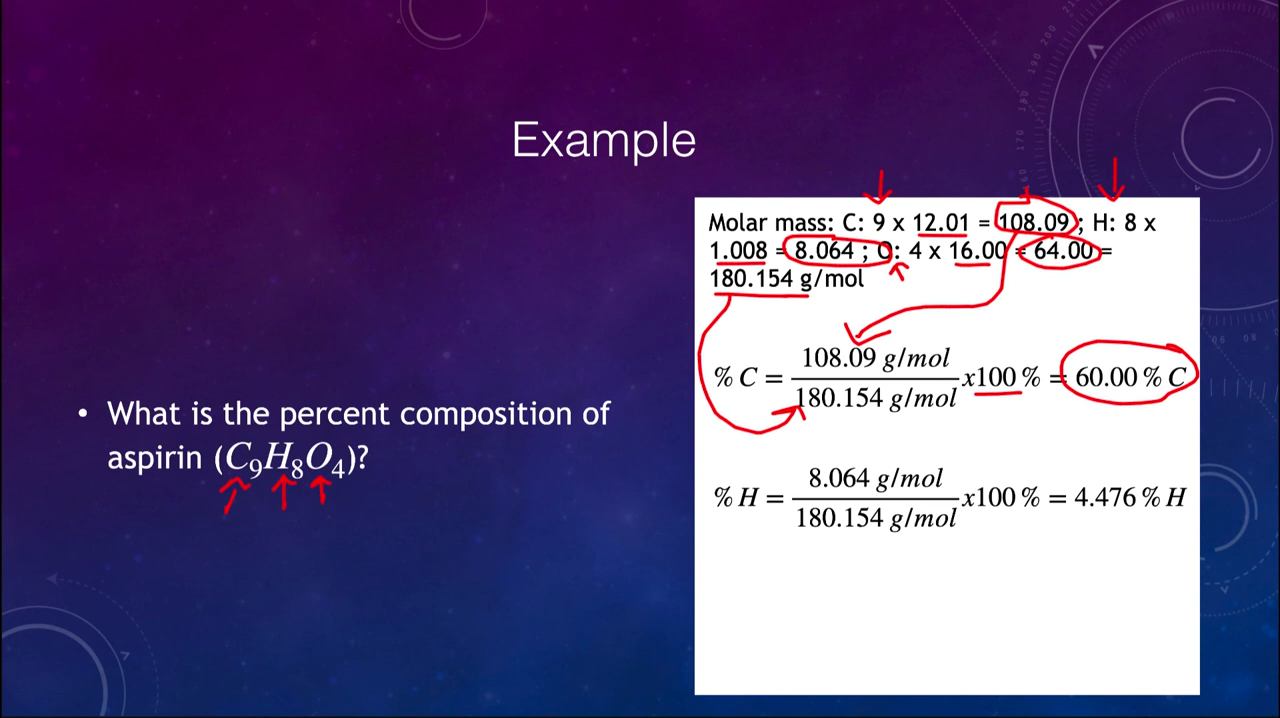 Example
Molar mass: C: 9 x 12.01 = 108.09 ; H: 8 x
1.008 = 8.064 ; O: 4 x 16.00 = 64.00 =
180.154 g/mol
% C = 108.09 g/mol / 180.154 g/mol x100 % = 60.00 % C
• What is the percent composition of
aspirin (C₉H₈O₄)?
% H = 8.064 g/mol / 180.154 g/mol x100 % = 4.476 % H